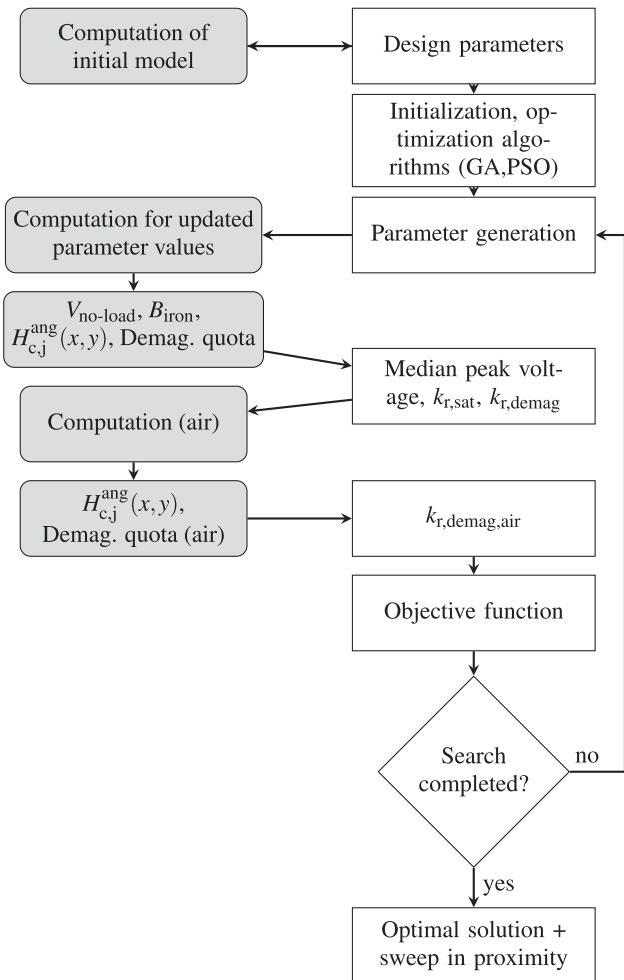 Computation of
initial model
Design parameters
Initialization, op-
timization algo-
rithms (GA,PSO)
Computation for updated
parameter values
Parameter generation
V_no-load, B_iron,
H_c,j^ang(x,y), Demag. quota
Median peak volt-
age, k_r,sat, k_r,demag
Computation (air)
H_c,j^ang(x,y),
Demag. quota (air)
k_r,demag,air
Objective function
Search
completed?
no
yes
Optimal solution +
sweep in proximity